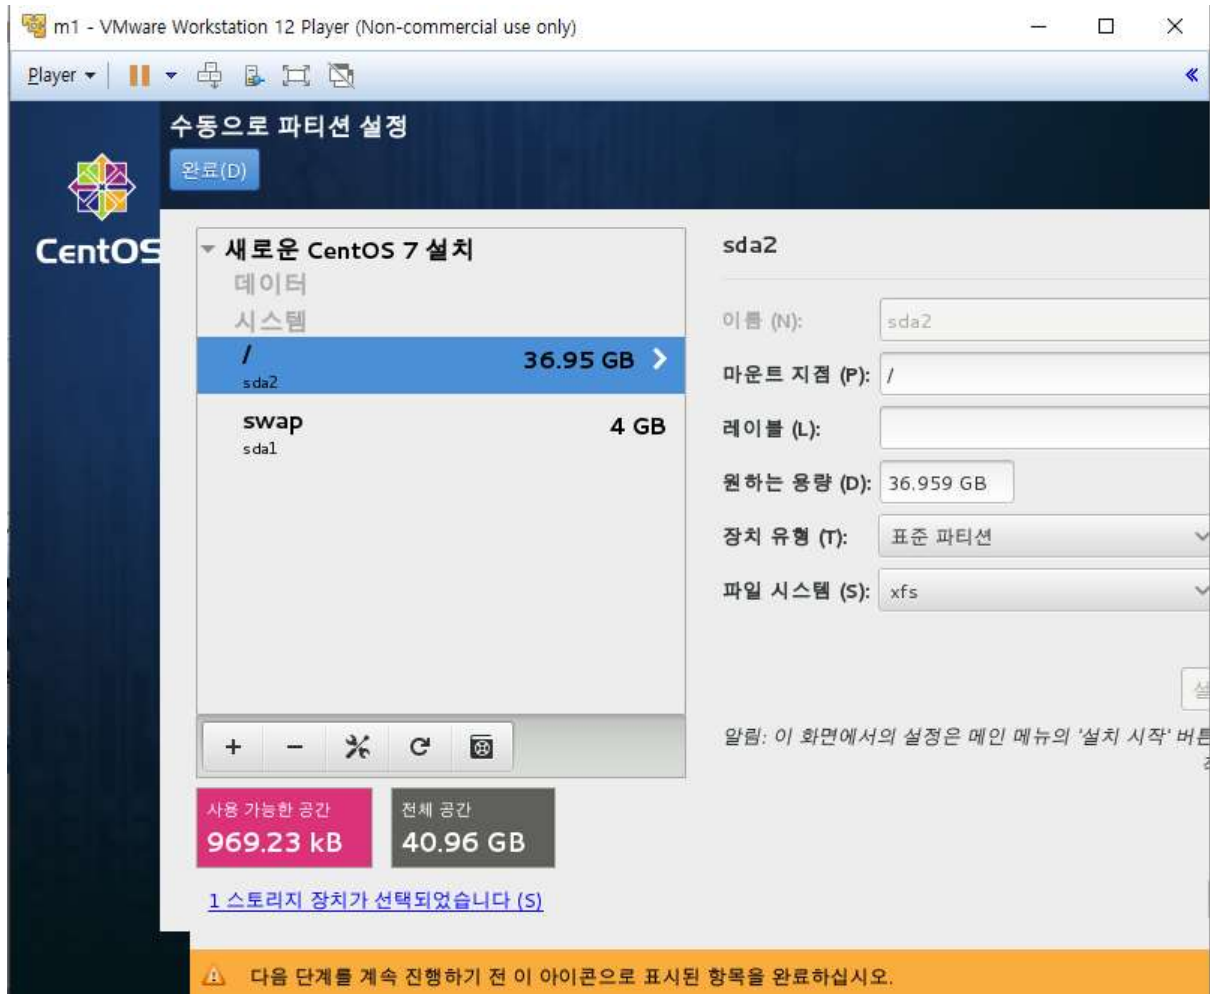 m1 - VMware Workstation 12 Player (Non-commercial use only)
Player
수동으로 파티션 설정
완료(D)
CentOS
새로운 CentOS 7 설치
데이터
시스템
/ 36.95 GB
sda2
swap 4 GB
sda1
sda2
이름 (N): sda2
마운트 지점 (P): /
레이블 (L):
원하는 용량 (D): 36.959 GB
장치 유형 (T): 표준 파티션
파일 시스템 (S): xfs
알림: 이 화면에서의 설정은 메인 메뉴의 '설치 시작' 버튼
사용 가능한 공간
969.23 kB
전체 공간
40.96 GB
1 스토리지 장치가 선택되었습니다 (S)
다음 단계를 계속 진행하기 전 이 아이콘으로 표시된 항목을 완료하십시오.